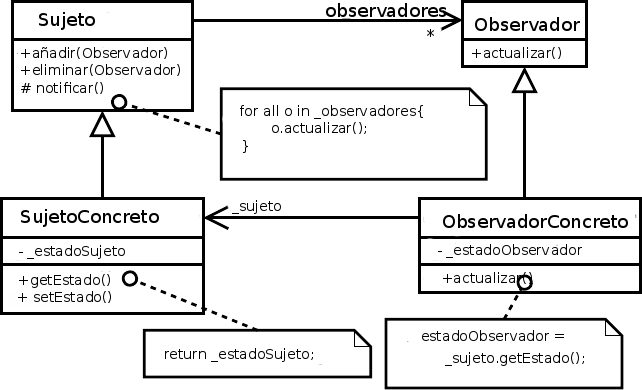 Sujeto
observadores
*
Observador
+añadir(Observador)
+eliminar(Observador)
# notificar()
+actualizar()
for all o in _observadores{
o.actualizar();
}
SujetoConcreto
- _estadoSujeto
+getEstado()
+ setEstado()
_sujeto
ObservadorConcreto
- _estadoObservador
+actualizar()
return _estadoSujeto;
estadoObservador =
_sujeto.getEstado();